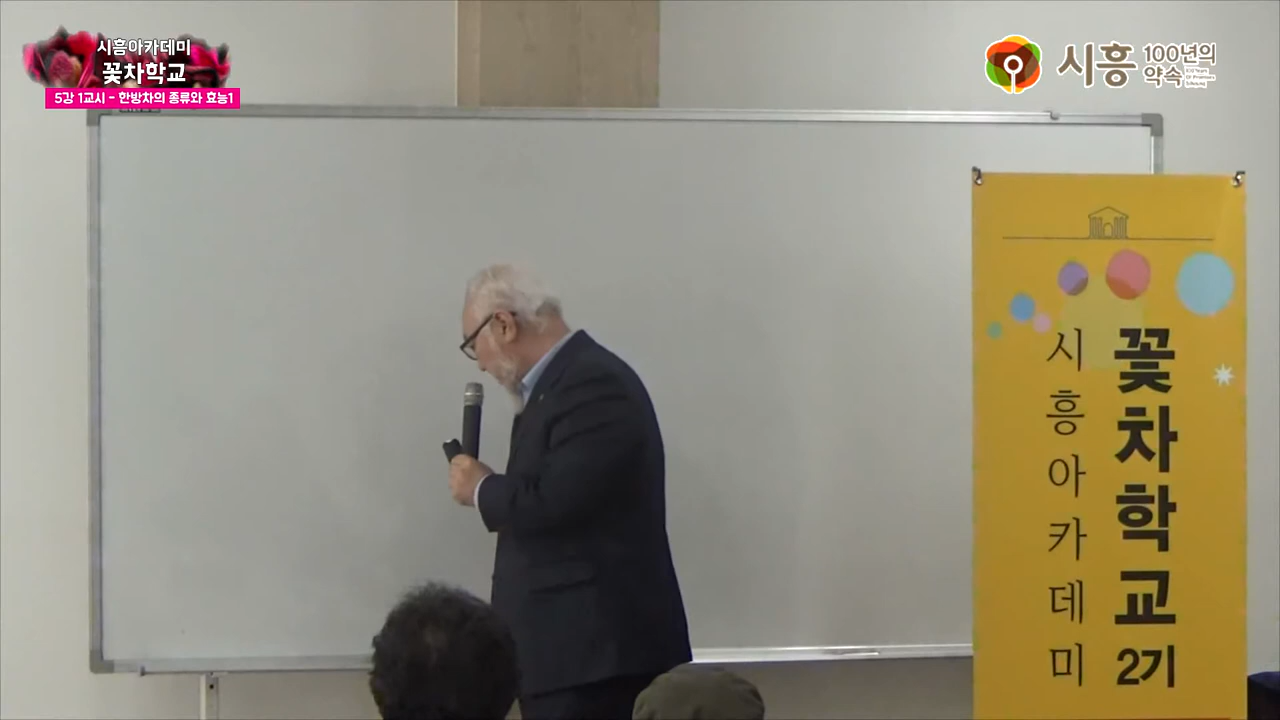 시흥아카데미
꽃차학교
5강 1교시 - 한방차의 종류와 효능1
시흥 100년의
약속
시흥아카데미
꽃차학교 2기